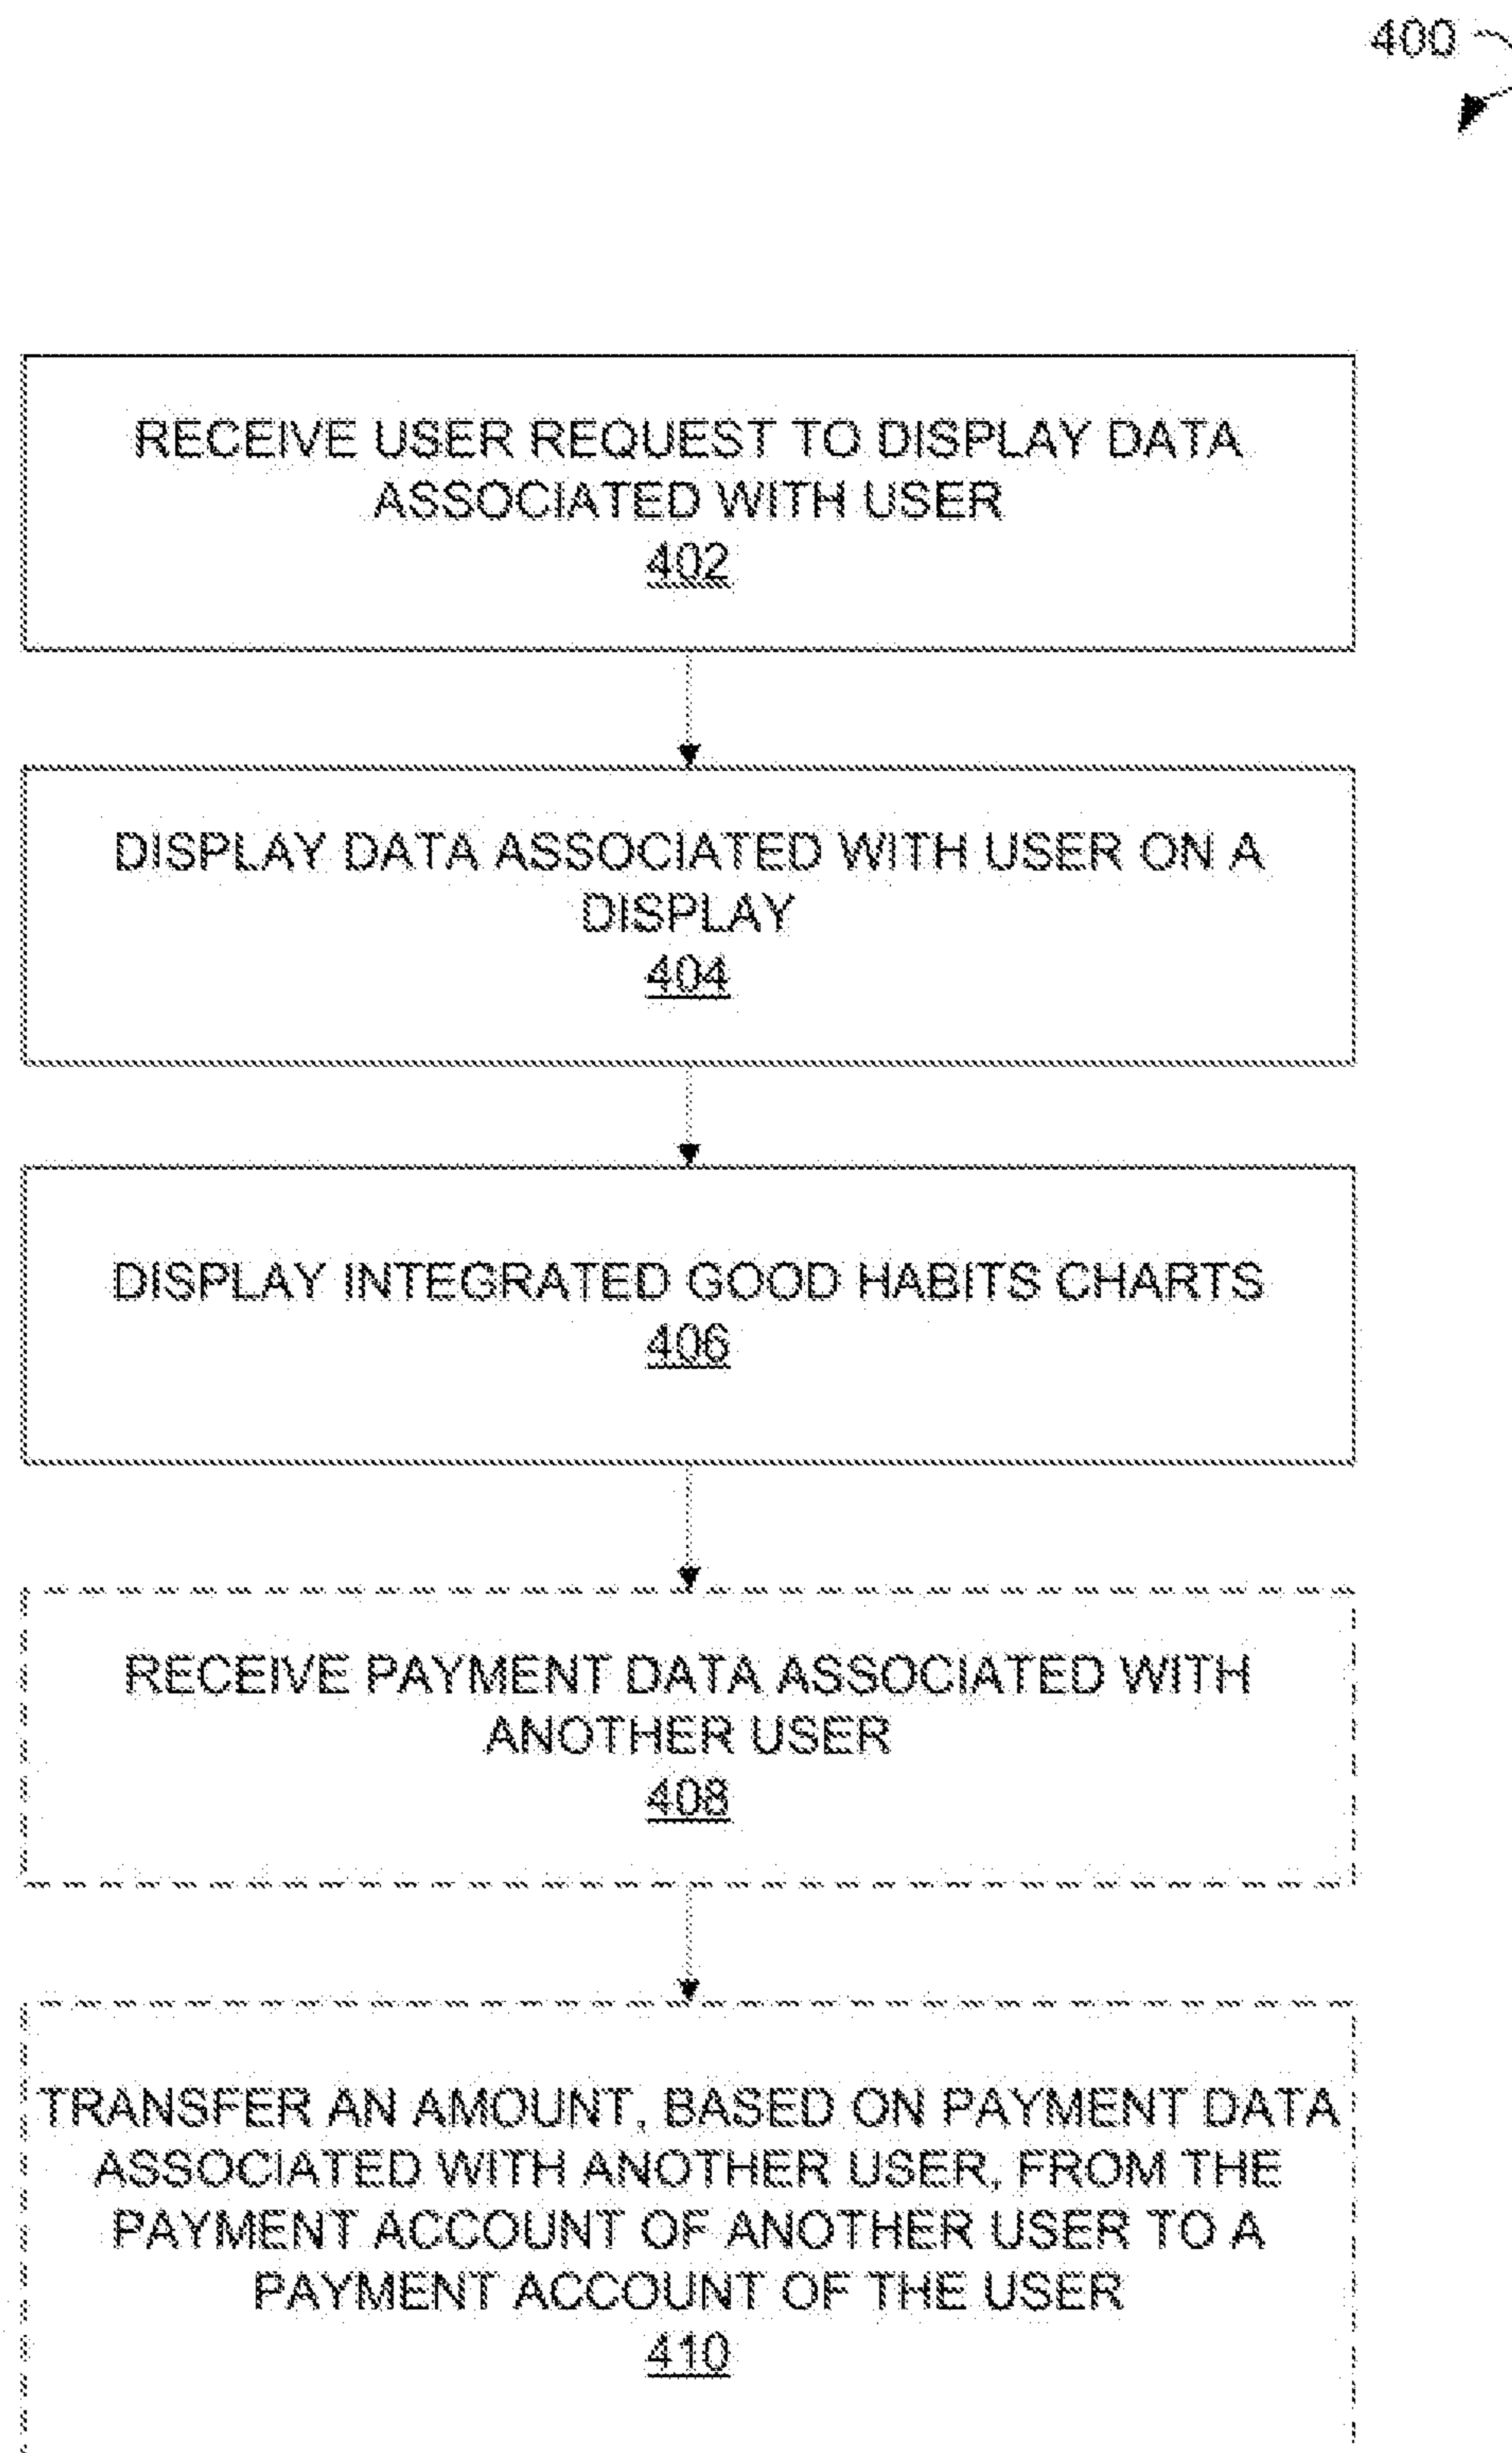 400
RECEIVE USER REQUEST TO DISPLAY DATA
ASSOCIATED WITH USER
402
DISPLAY DATA ASSOCIATED WITH USER ON A
DISPLAY
404
DISPLAY INTEGRATED GOOD HABITS CHARTS
406
RECEIVE PAYMENT DATA ASSOCIATED WITH
ANOTHER USER
408
TRANSFER AN AMOUNT, BASED ON PAYMENT DATA
ASSOCIATED WITH ANOTHER USER, FROM THE
PAYMENT ACCOUNT OF ANOTHER USER TO A
PAYMENT ACCOUNT OF THE USER
410